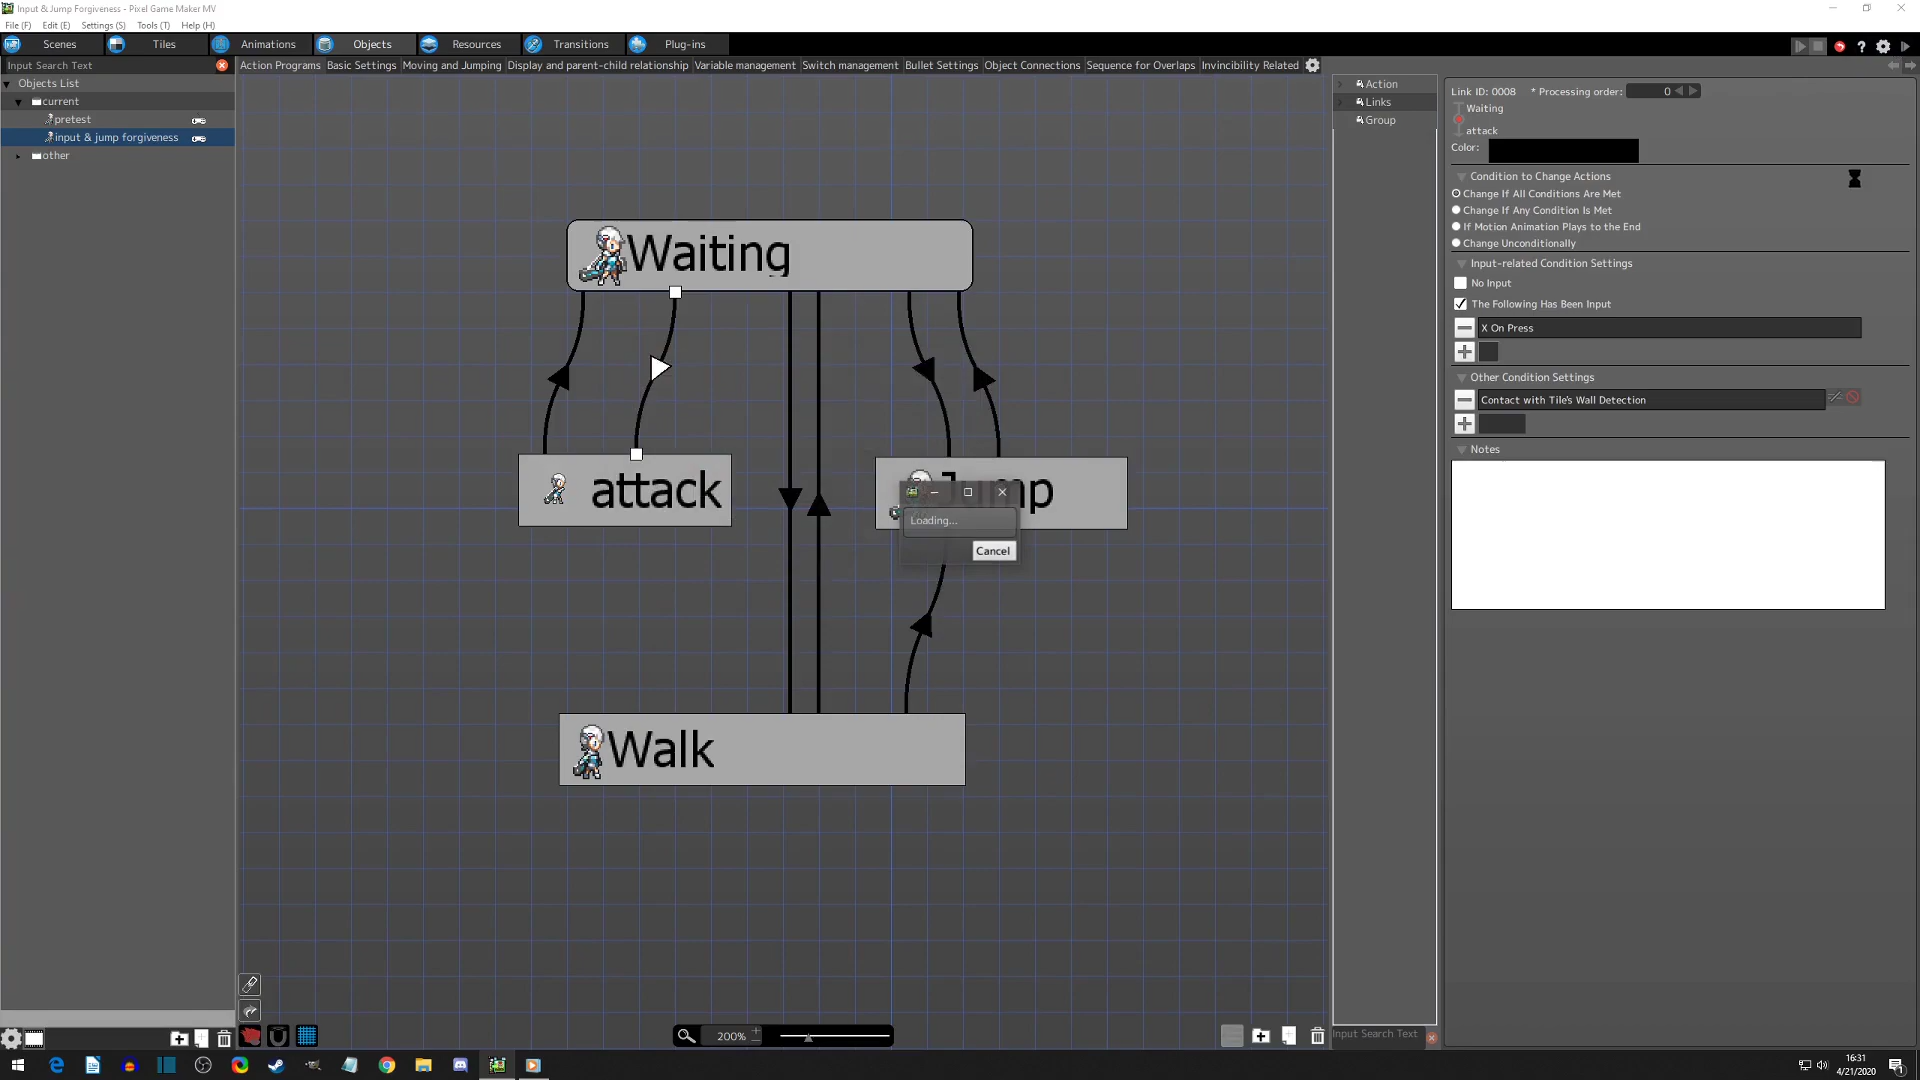 Input & Jump Forgiveness - Pixel Game Maker MV
File (F) Edit (E) Settings (S) Tools (T) Help (H)
Scenes Tiles Animations Objects Resources Transitions Plug-ins
Input Search Text
Action Programs Basic Settings Moving and Jumping Display and parent-child relationship Variable management Switch management Bullet Settings Object Connections Sequence for Overlaps Invincibility Related
Objects List
current
pretest
input & jump forgiveness
other
Waiting
attack
Walk
Loading...
Cancel
200%
Action
Links
Group
Input Search Text
Link ID: 0008 * Processing order: 0
Waiting
attack
Color:
Condition to Change Actions
Change If All Conditions Are Met
Change If Any Condition Is Met
If Motion Animation Plays to the End
Change Unconditionally
Input-related Condition Settings
No Input
The Following Has Been Input
X On Press
Other Condition Settings
Contact with Tile's Wall Detection
Notes
16:31
4/21/2020